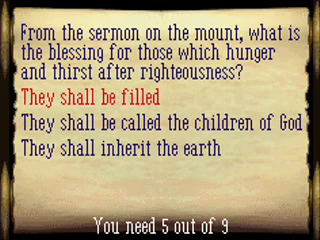 From the sermon on the mount, what is
the blessing for those which hunger
and thirst after righteousness?
They shall be filled
They shall be called the children of God
They shall inherit the earth
You need 5 out of 9